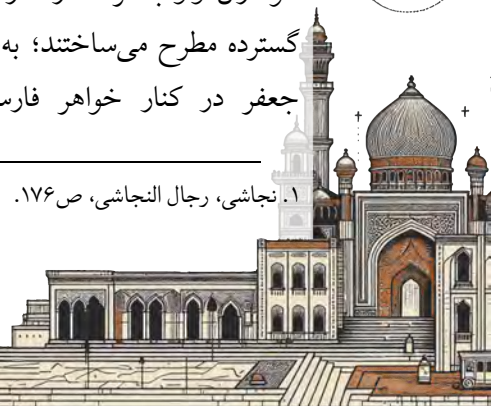 گسترده مطرح می‌ساختند؛ به
جعفر در کنار خواهر فارس
۱. نجاشی، رجال النجاشی، ص۱۷۶.